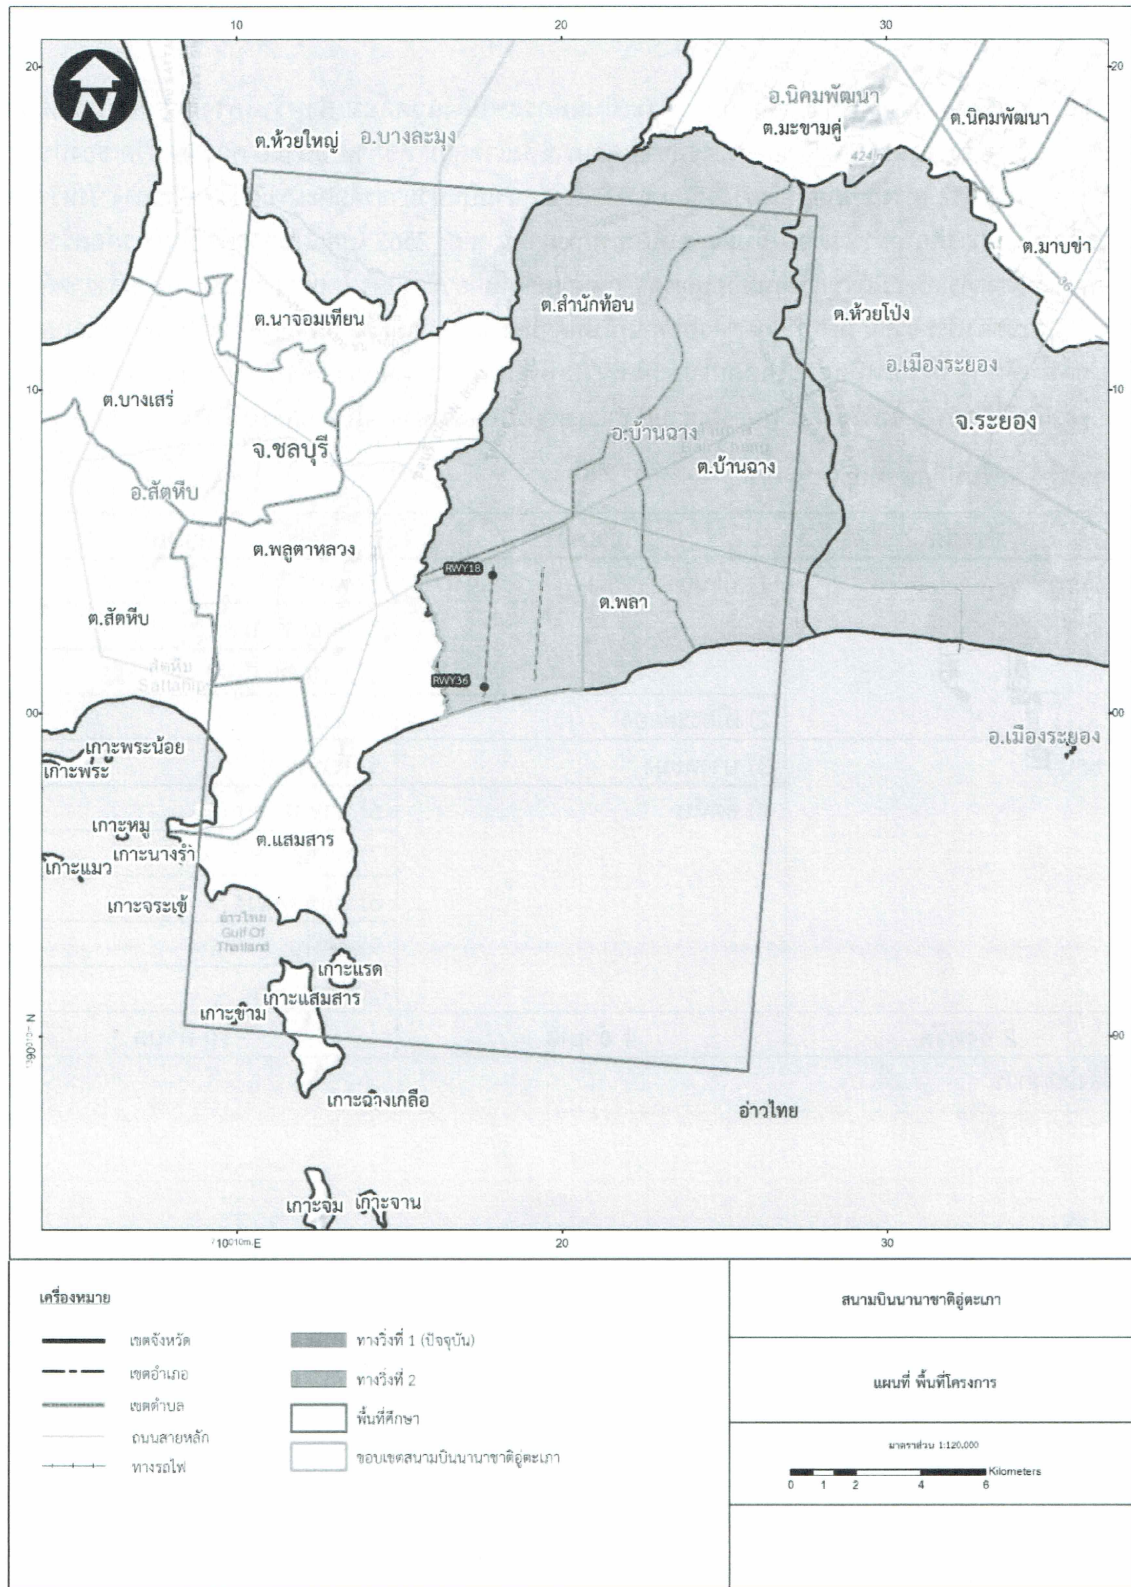 10 20 30
20 20
N
อ.นิคมพัฒนา
ต.มะขามคู่
ต.นิคมพัฒนา
ต.ห้วยใหญ่ อ.บางละมุง
424
ต.มาบข่า
36
ต.สำนักท้อน
ต.นาจอมเทียน
ต.ห้วยโป่ง
อ.เมืองระยอง
10 10
ต.บางเสร่
จ.ระยอง
อ.บ้านฉาง
จ.ชลบุรี
ต.บ้านฉาง
อ.สัตหีบ
ต.พลูตาหลวง
RWY18
ต.พลา
ต.สัตหีบ
สัตหีบ
Sattahip
RWY36
00 00
อ.เมืองระยอง
เกาะพระน้อย
เกาะพระ
เกาะหมู
ต.แสมสาร
เกาะนางรำ
เกาะแมว
เกาะจระเข้
อ่าวไทย
Gulf Of
Thailand
เกาะแรด
เกาะแสมสาร
เกาะขาม
90
เกาะฉางเกลือ
อ่าวไทย
เกาะจุ่ม เกาะจาน
10 20 30
เครื่องหมาย
เขตจังหวัด
เขตอำเภอ
เขตตำบล
ถนนสายหลัก
ทางรถไฟ
ทางวิ่งที่ 1 (ปัจจุบัน)
ทางวิ่งที่ 2
พื้นที่ศึกษา
ขอบเขตสนามบินนานาชาติอู่ตะเภา
สนามบินนานาชาติอู่ตะเภา
แผนที่ พื้นที่โครงการ
มาตราส่วน 1:120,000
Kilometers
0 1 2 4 6